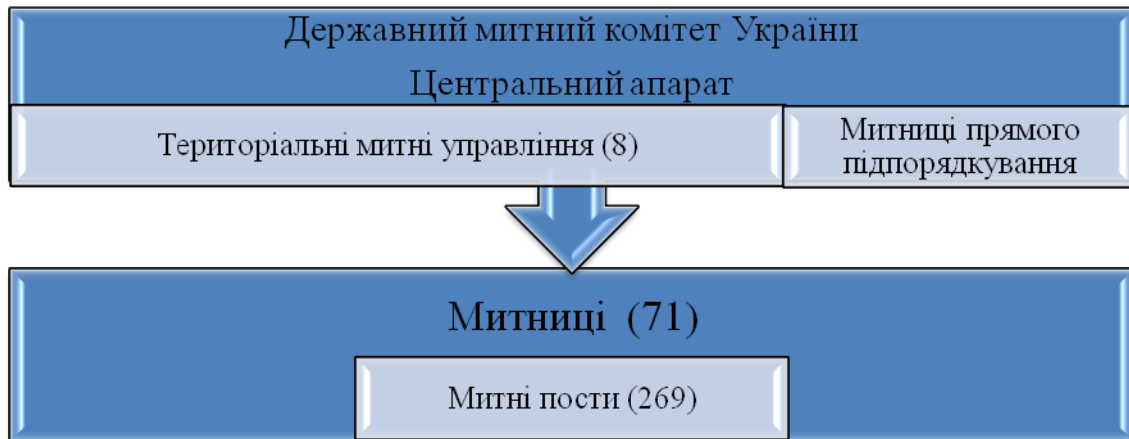 Державний митний комітет України
Центральний апарат
Територіальні митні управління (8)
Митниці прямого
підпорядкування
Митниці (71)
Митні пости (269)